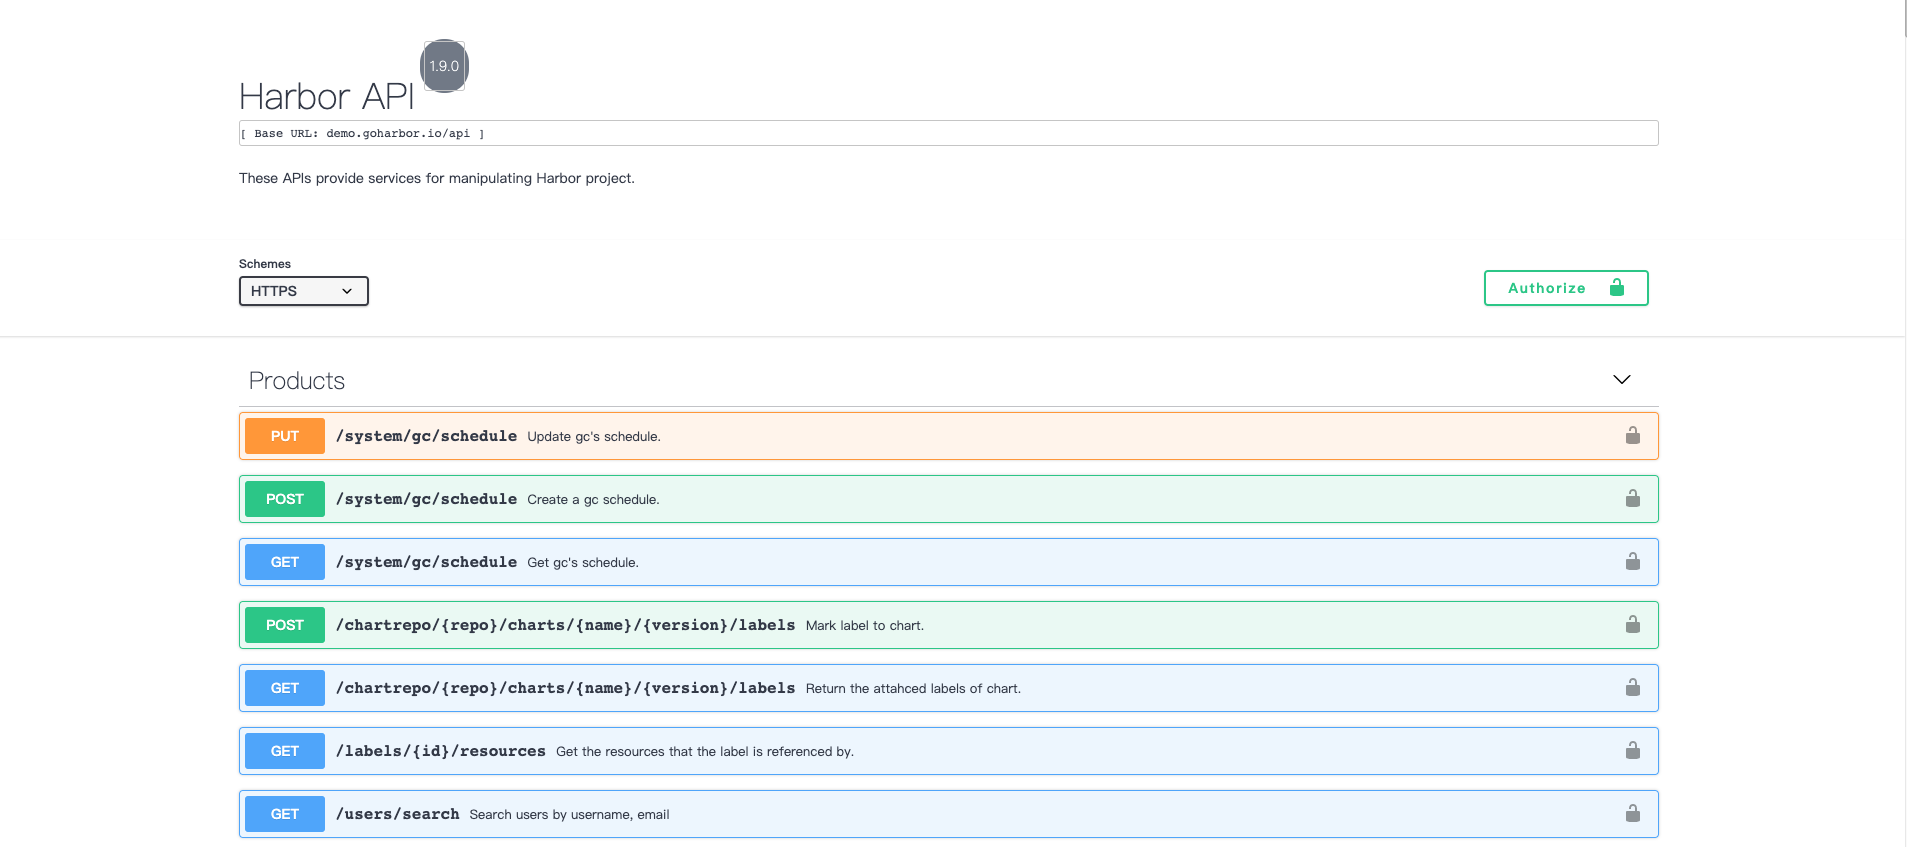 Harbor API 1.9.0
[ Base URL: demo.goharbor.io/api ]
These APIs provide services for manipulating Harbor project.
Schemes
HTTPS
Authorize
Products
PUT /system/gc/schedule Update gc's schedule.
POST /system/gc/schedule Create a gc schedule.
GET /system/gc/schedule Get gc's schedule.
POST /chartrepo/{repo}/charts/{name}/{version}/labels Mark label to chart.
GET /chartrepo/{repo}/charts/{name}/{version}/labels Return the attahced labels of chart.
GET /labels/{id}/resources Get the resources that the label is referenced by.
GET /users/search Search users by username, email